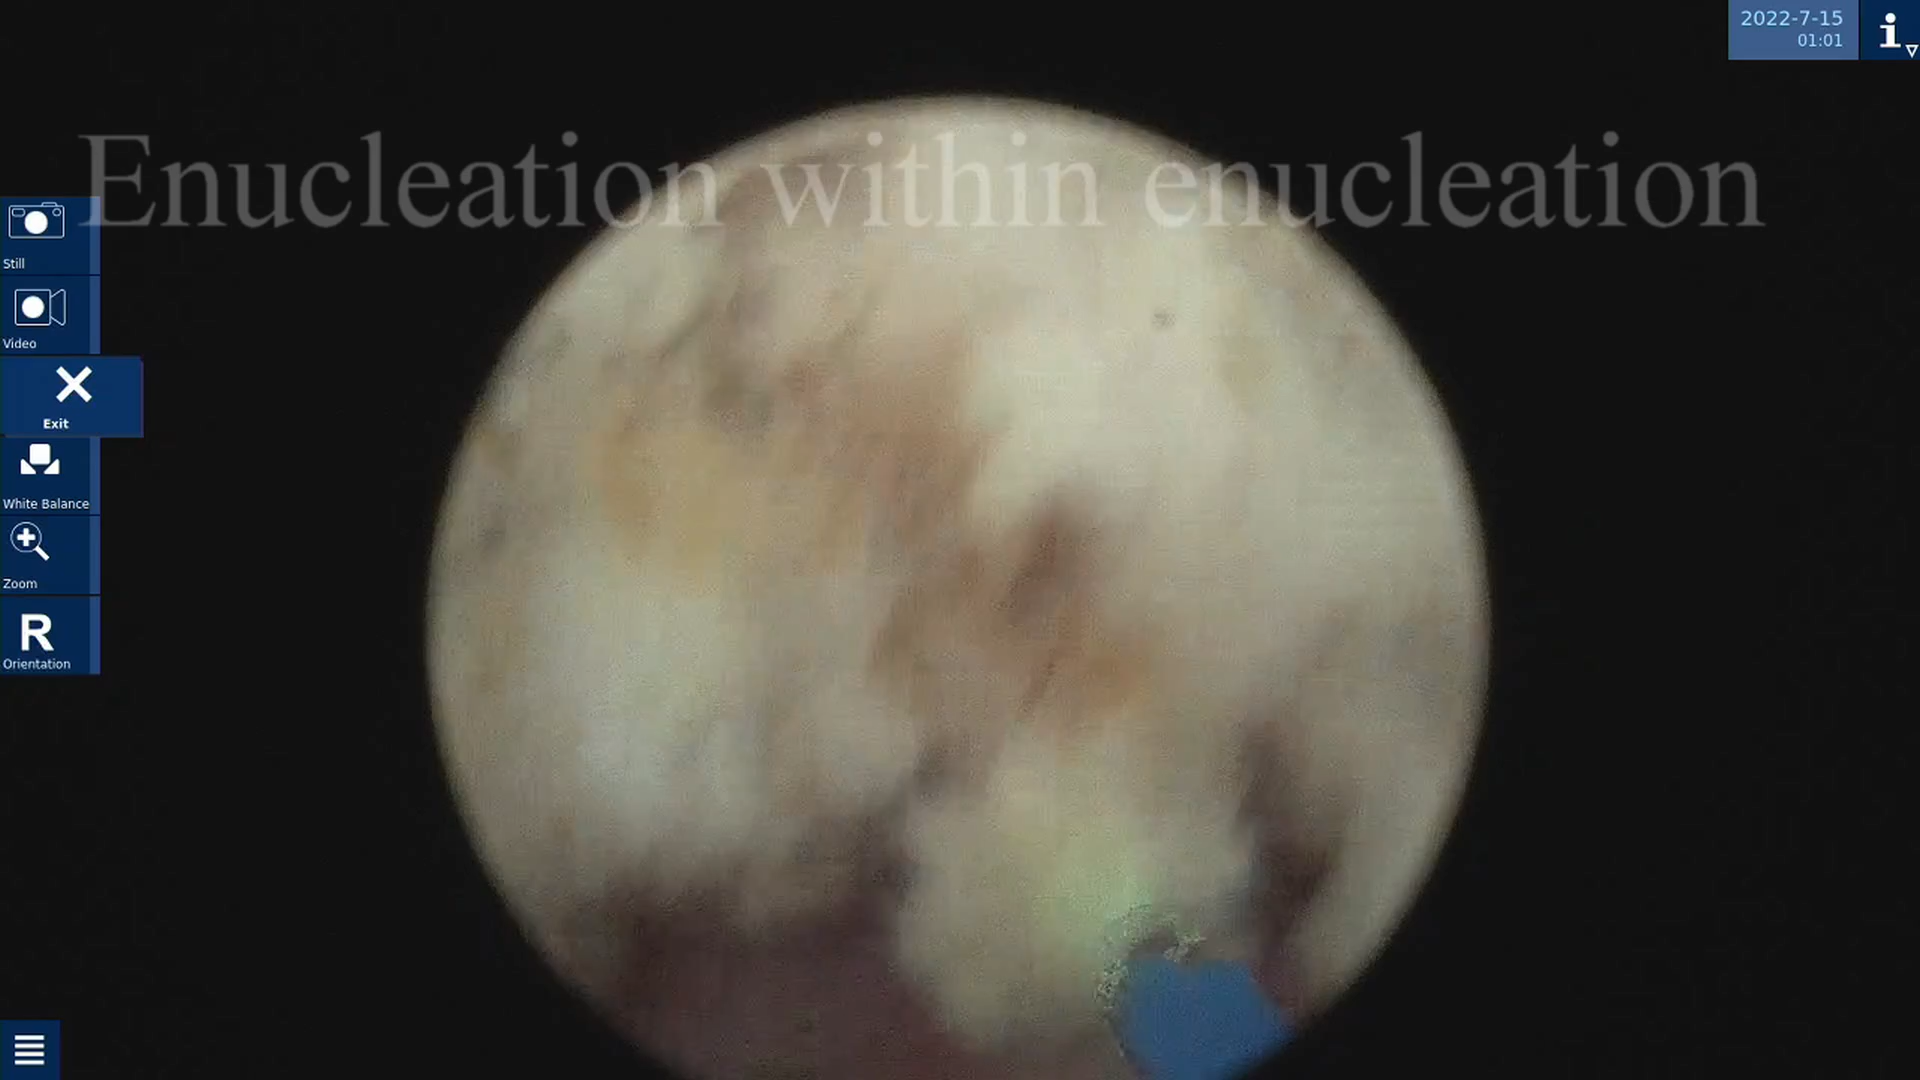 2022-7-15
01:01
Enucleation within enucleation
Still
Video
Exit
White Balance
Zoom
R
Orientation